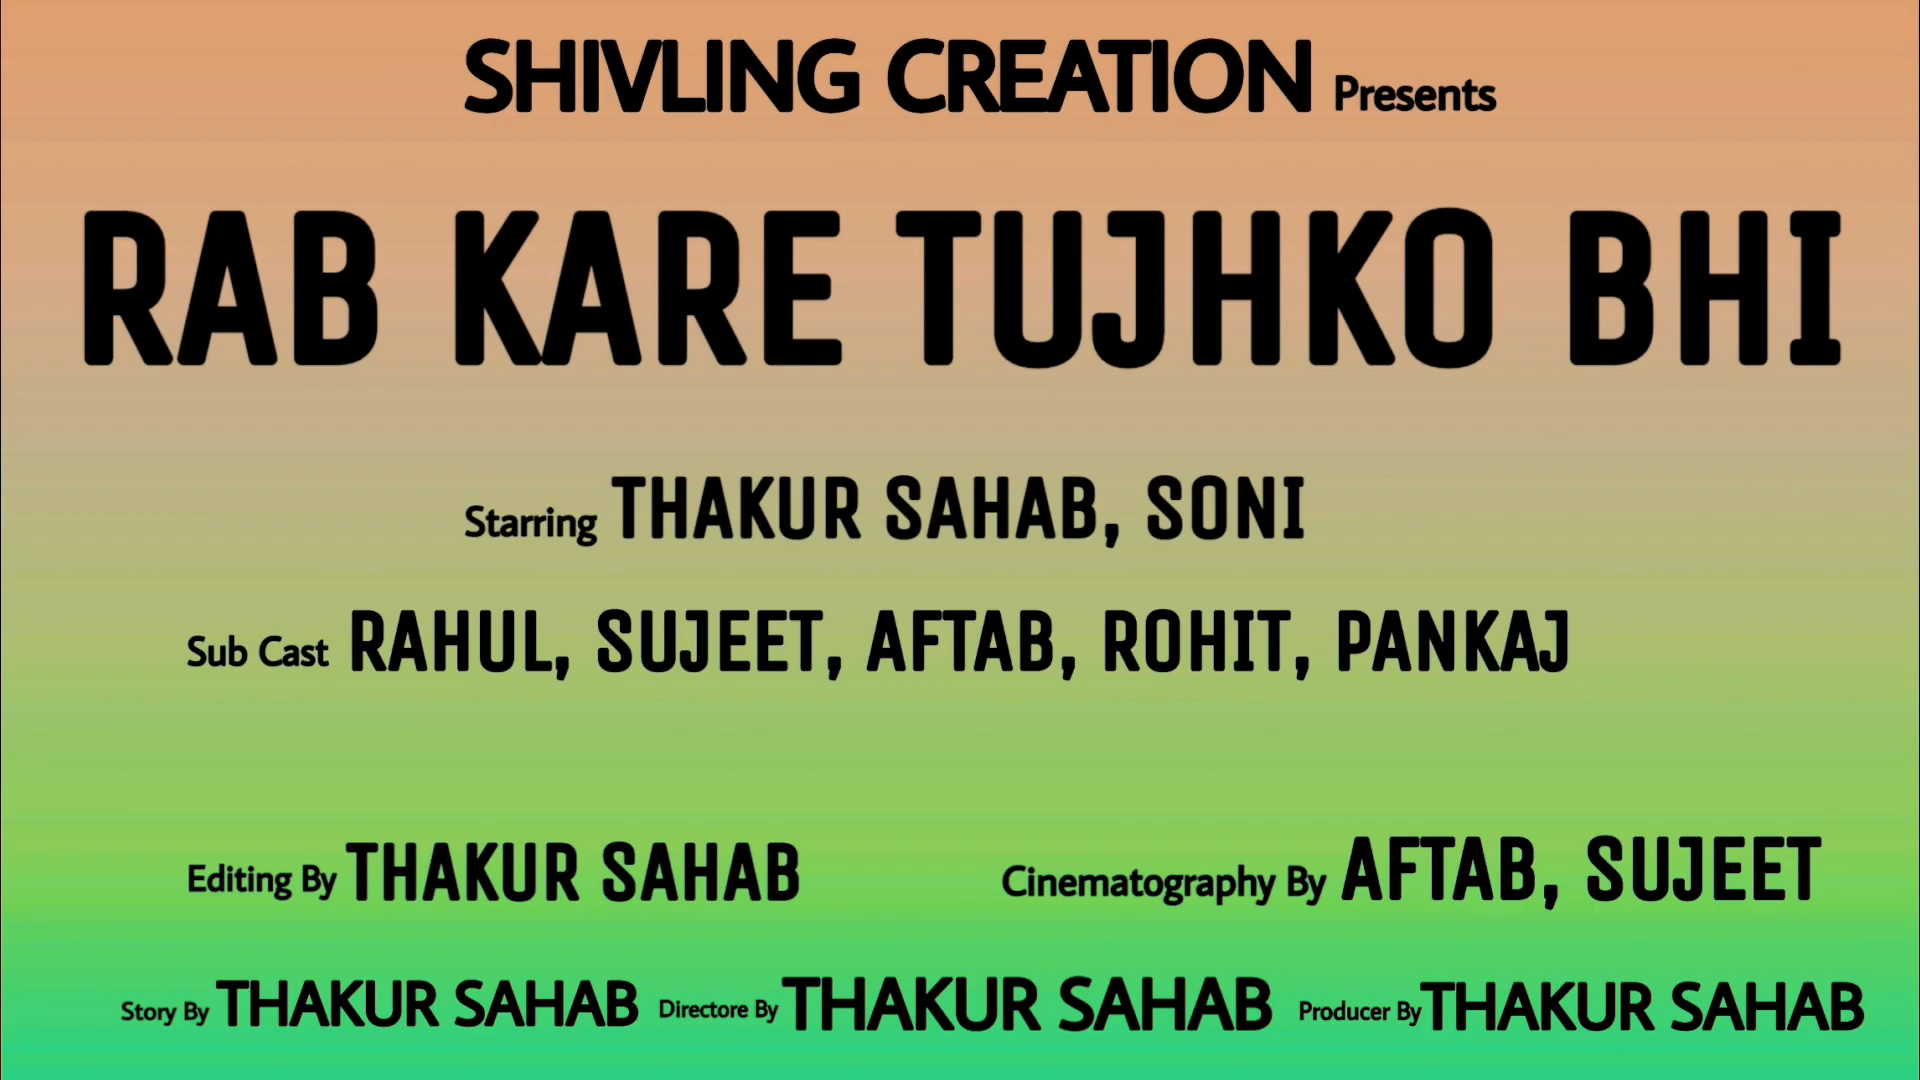 SHIVLING CREATION Presents
RAB KARE TUJHKO BHI
Starring THAKUR SAHAB, SONI
Sub Cast RAHUL, SUJEET, AFTAB, ROHIT, PANKAJ
Editing By THAKUR SAHAB Cinematography By AFTAB, SUJEET
Story By THAKUR SAHAB Directore By THAKUR SAHAB Producer By THAKUR SAHAB